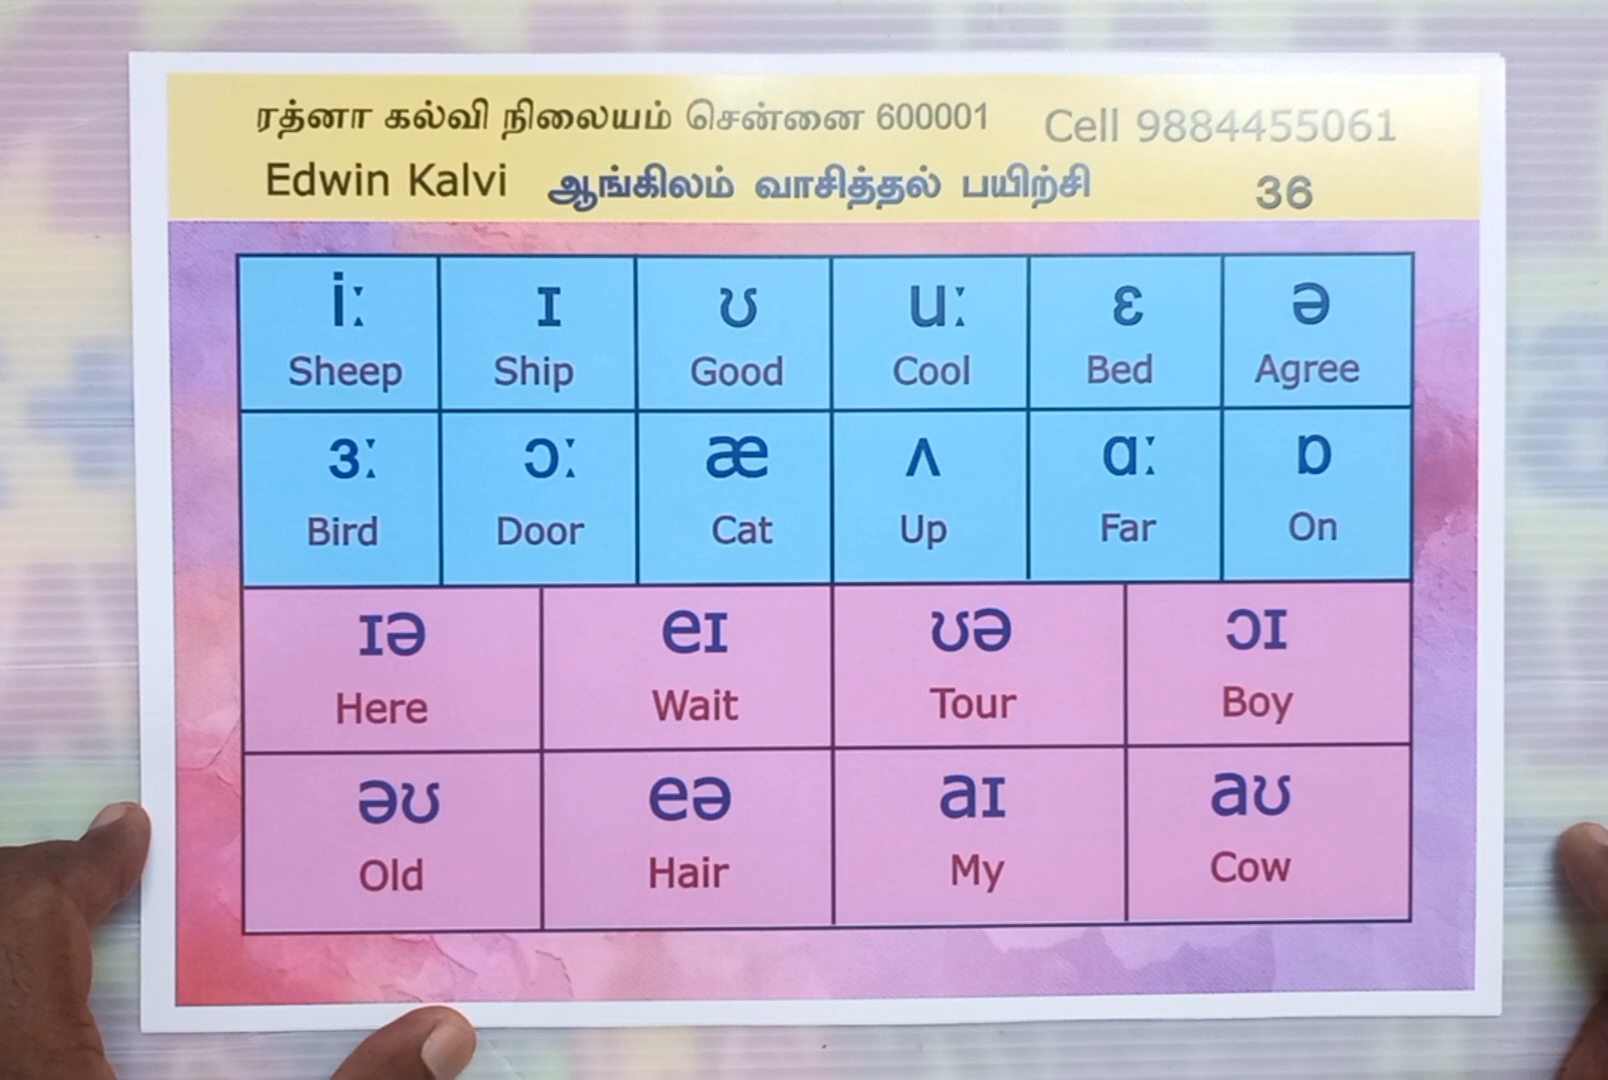 ரத்னா கல்வி நிலையம் சென்னை 600001 Cell 9884455061
Edwin Kalvi ஆங்கிலம் வாசித்தல் பயிற்சி 36
iː ɪ ʊ uː ɛ ə
Sheep Ship Good Cool Bed Agree
ɜː ɔː æ ʌ ɑː ɒ
Bird Door Cat Up Far On
ɪə eɪ ʊə ɔɪ
Here Wait Tour Boy
əʊ eə aɪ aʊ
Old Hair My Cow